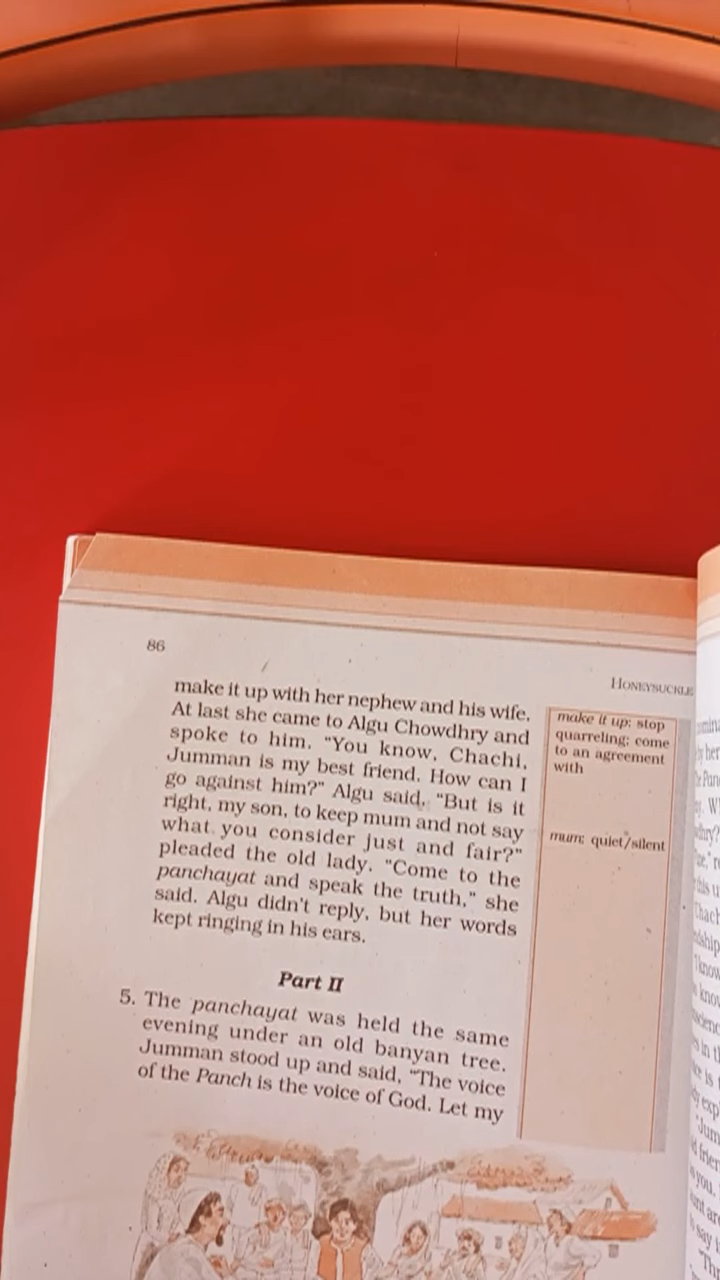 86
HONEYSUCKLE
make it up with her nephew and his wife.
At last she came to Algu Chowdhry and
spoke to him. "You know, Chachi,
Jumman is my best friend. How can I
go against him?" Algu said. "But is it
right, my son, to keep mum and not say
what you consider just and fair?"
pleaded the old lady. "Come to the
panchayat and speak the truth," she
said. Algu didn't reply, but her words
kept ringing in his ears.
make it up: stop
quarreling; come
to an agreement
with
mum: quiet/silent
Part II
5. The panchayat was held the same
evening under an old banyan tree.
Jumman stood up and said, "The voice
of the Panch is the voice of God. Let my